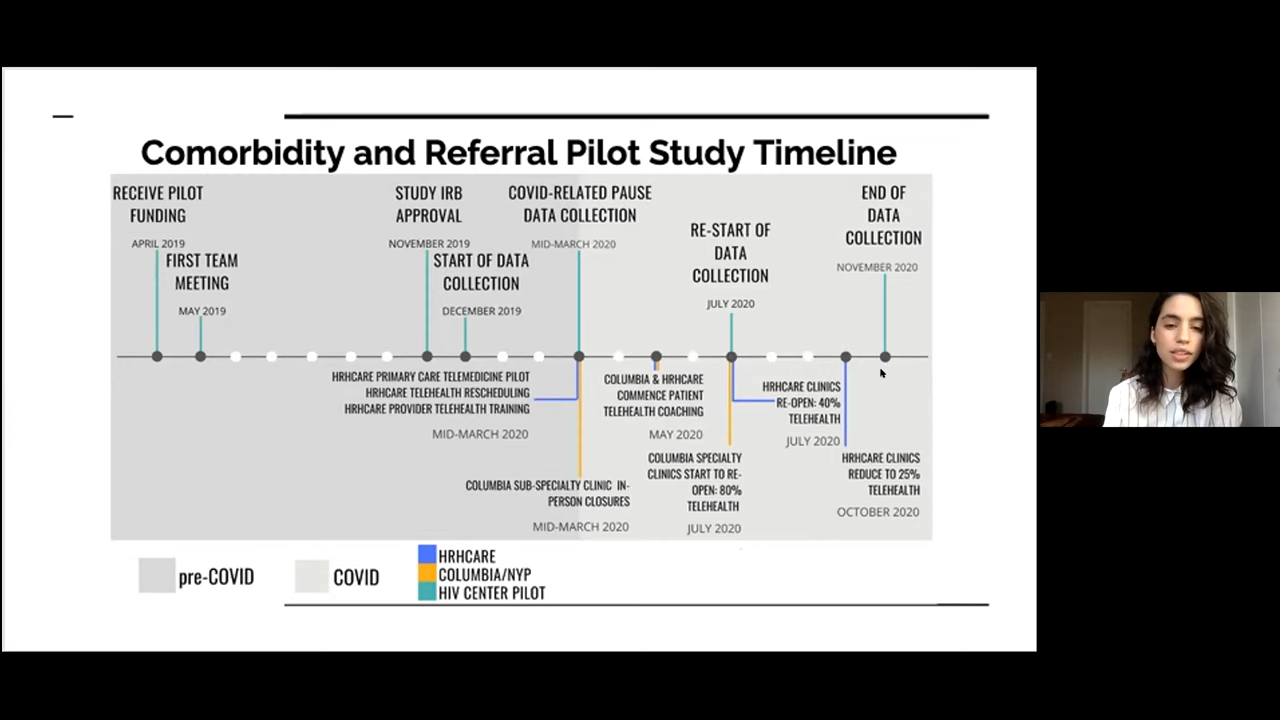 Comorbidity and Referral Pilot Study Timeline
RECEIVE PILOT
FUNDING
APRIL 2019
FIRST TEAM
MEETING
MAY 2019
STUDY IRB
APPROVAL
NOVEMBER 2019
START OF DATA
COLLECTION
DECEMBER 2019
COVID-RELATED PAUSE
DATA COLLECTION
MID-MARCH 2020
RE-START OF
DATA
COLLECTION
JULY 2020
END OF
DATA
COLLECTION
NOVEMBER 2020
HRHCARE PRIMARY CARE TELEMEDICINE PILOT
HRHCARE TELEHEALTH RESCHEDULING
HRHCARE PROVIDER TELEHEALTH TRAINING
MID-MARCH 2020
COLUMBIA SUB-SPECIALTY CLINIC IN-
PERSON CLOSURES
MID-MARCH 2020
COLUMBIA & HRHCARE
COMMENCE PATIENT
TELEHEALTH COACHING
MAY 2020
COLUMBIA SPECIALTY
CLINICS START TO RE-
OPEN: 80%
TELEHEALTH
JULY 2020
HRHCARE CLINICS
RE-OPEN: 40%
TELEHEALTH
JULY 2020
HRHCARE CLINICS
REDUCE TO 25%
TELEHEALTH
OCTOBER 2020
pre-COVID
COVID
HRHCARE
COLUMBIA/NYP
HIV CENTER PILOT